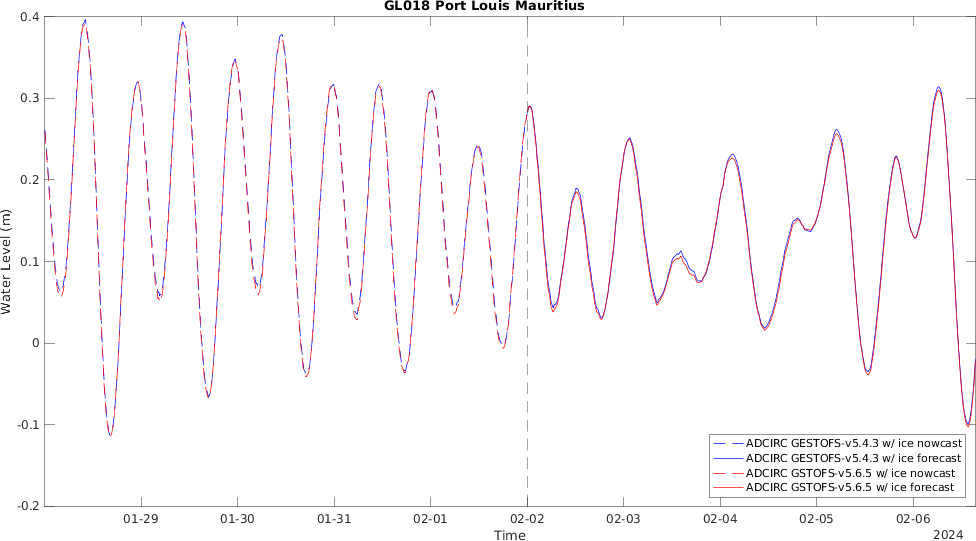 GL018 Port Louis Mauritius
0.4
0.3
0.2
0.1
0
-0.1
-0.2
Water Level (m)
ADCIRC GESTOFS-v5.4.3 w/ ice nowcast
ADCIRC GESTOFS-v5.4.3 w/ ice forecast
ADCIRC GSTOFS-v5.6.5 w/ ice nowcast
ADCIRC GSTOFS-v5.6.5 w/ ice forecast
01-29 01-30 01-31 02-01 02-02 02-03 02-04 02-05 02-06
Time
2024